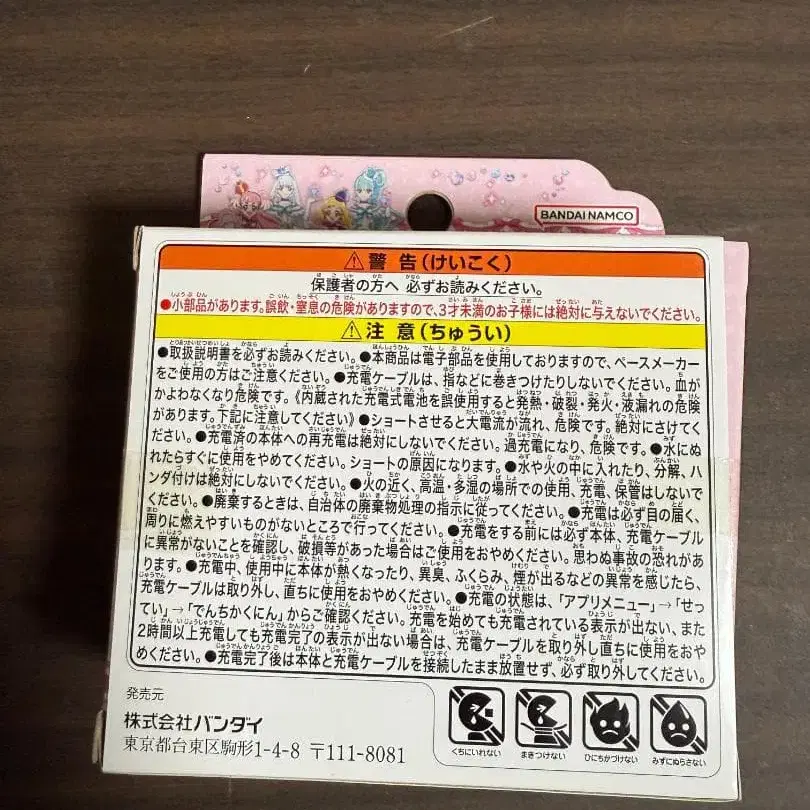 BANDAI NAMCO
⚠警告(けいこく)
保護者の方へ 必ずお読みください。
●小部品があります。誤飲・窒息の危険がありますので、3才未満のお子様には絶対に与えないでください。
⚠注意(ちゅうい)
●取扱説明書を必ずお読みください。●本商品は電子部品を使用しておりますので、ペースメーカー
をご使用の方はご注意ください。●充電ケーブルは、指などに巻きつけたりしないでください。血が
かよわなくなり危険です。《内蔵された充電式電池を誤使用すると発熱・破裂・発火・液漏れの危険
があります。下記に注意してください》●ショートさせると大電流が流れ、危険です。絶対にさけてく
ださい。●充電済の本体への再充電は絶対にしないでください。過充電になり、危険です。●水にぬ
れたらすぐに使用をやめてください。ショートの原因になります。●水や火の中に入れたり、分解、ハ
ンダ付けは絶対にしないでください。●火の近く、高温・多湿の場所での使用、充電、保管はしないで
ください。●廃棄するときは、自治体の廃棄物処理の指示に従ってください。●充電は必ず目の届く、
周りに燃えやすいものがないところで行ってください。●充電をする前には必ず本体、充電ケーブル
に異常がないことを確認し、破損等があった場合はご使用をおやめください。思わぬ事故の恐れがあ
ります。●充電中、使用中に本体が熱くなったり、異臭、ふくらみ、煙が出るなどの異常を感じたら、
充電ケーブルは取り外し、直ちに使用をおやめください。●充電の状態は、「アプリメニュー」→「せっ
てい」→「でんちかくにん」からご確認ください。充電を始めても充電されている表示が出ない、また
2時間以上充電しても充電完了の表示が出ない場合は、充電ケーブルを取り外し直ちに使用をおや
めください。●充電完了後は本体と充電ケーブルを接続したまま放置せず、必ず取り外してください。
発売元
株式会社バンダイ
東京都台東区駒形1-4-8 〒111-8081
くちにいれない
まきつけない
ひにちかづけない
みずにぬらさない